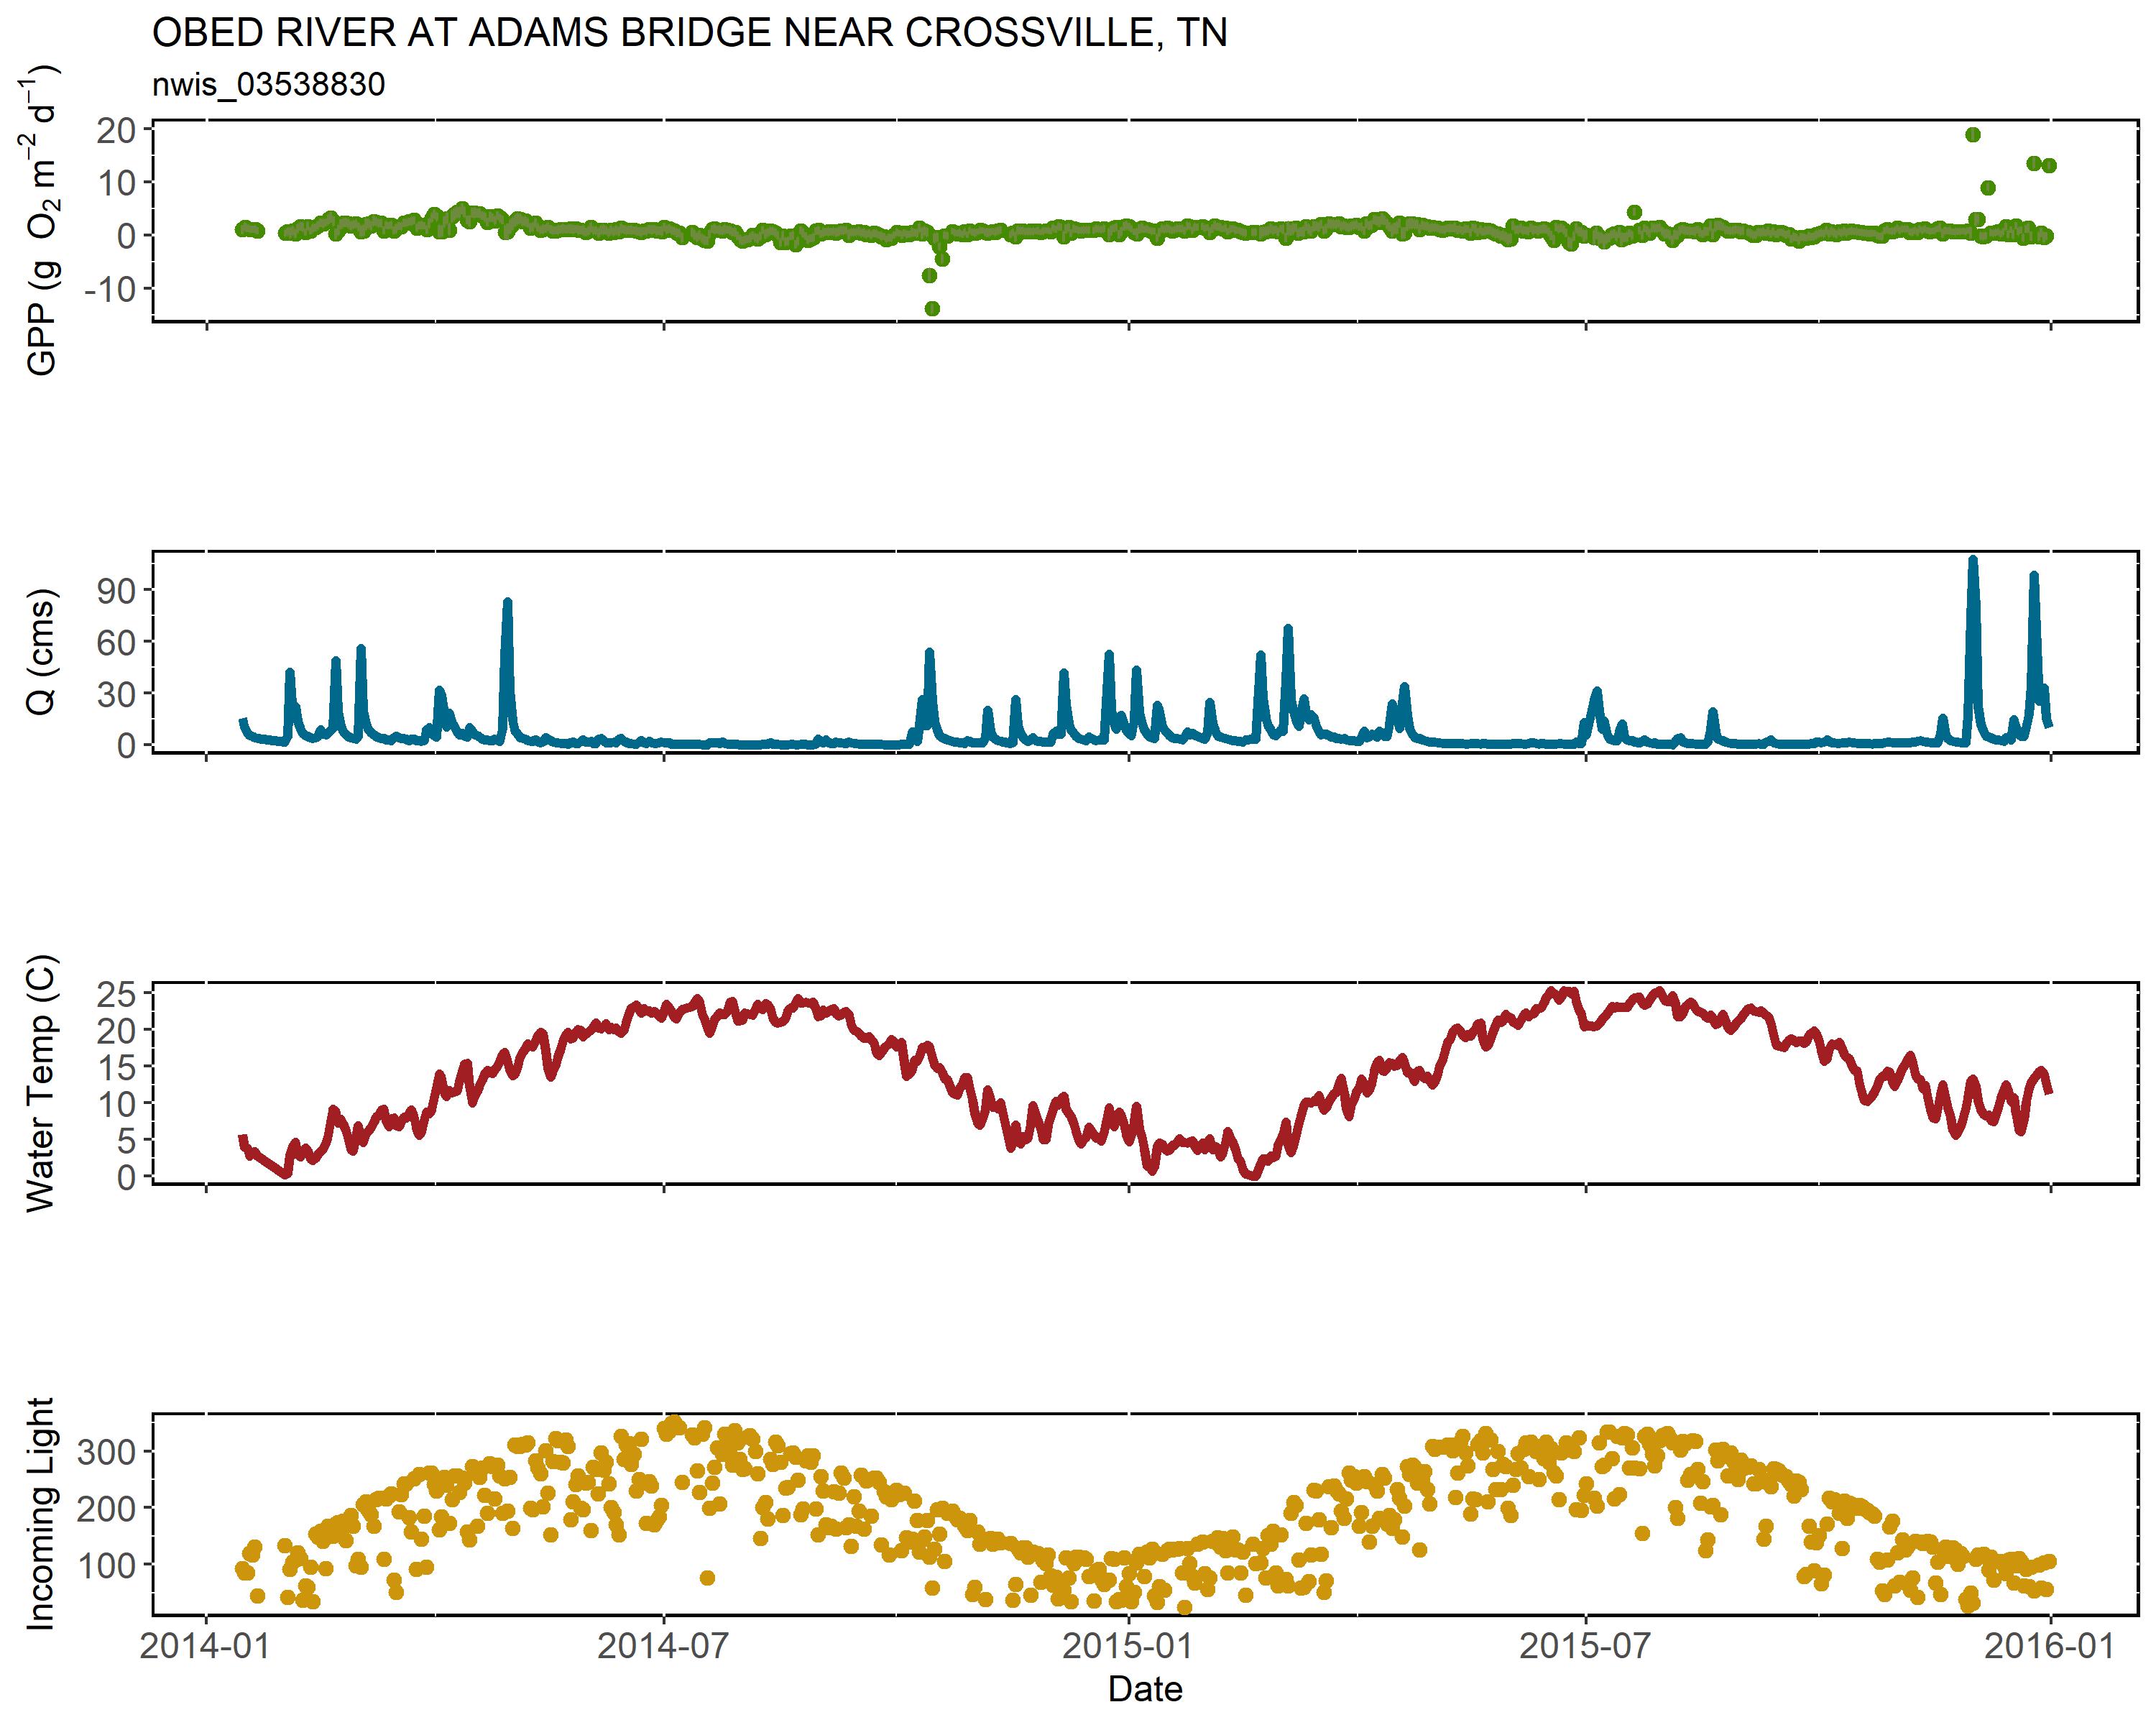 OBED RIVER AT ADAMS BRIDGE NEAR CROSSVILLE, TN
nwis_03538830
GPP (g O₂ m⁻² d⁻¹)
20
10
0
-10
Q (cms)
90
60
30
0
Water Temp (C)
25
20
15
10
5
0
Incoming Light
300
200
100
2014-01 2014-07 2015-01 2015-07 2016-01
Date